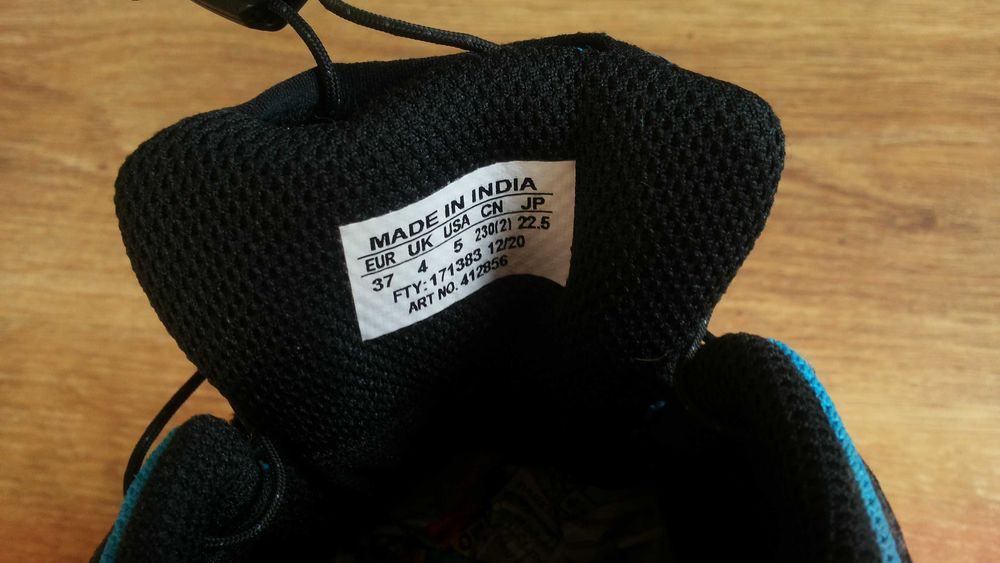 MADE IN INDIA
EUR UK USA CN JP
37 4 5 230(2) 22.5
FTY: 171383 12/20
ART NO. 412856